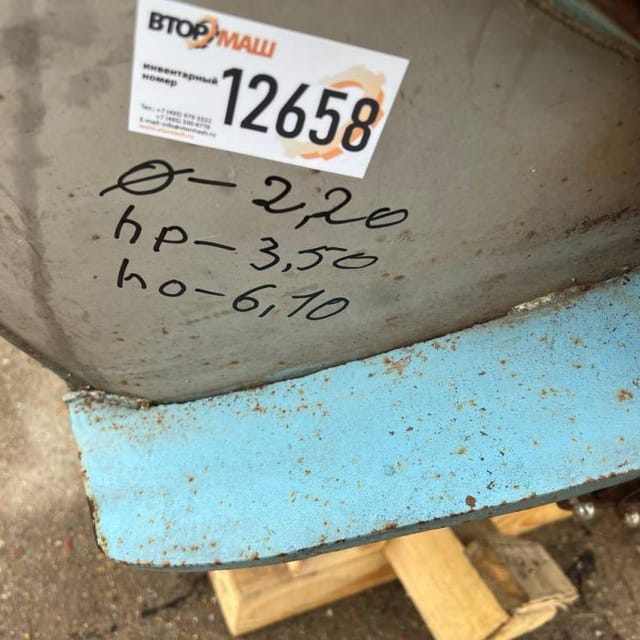 ВТОРМАШ
инвентарный
номер
12658
Ø – 2,20
hр – 3,50
hо – 6,10